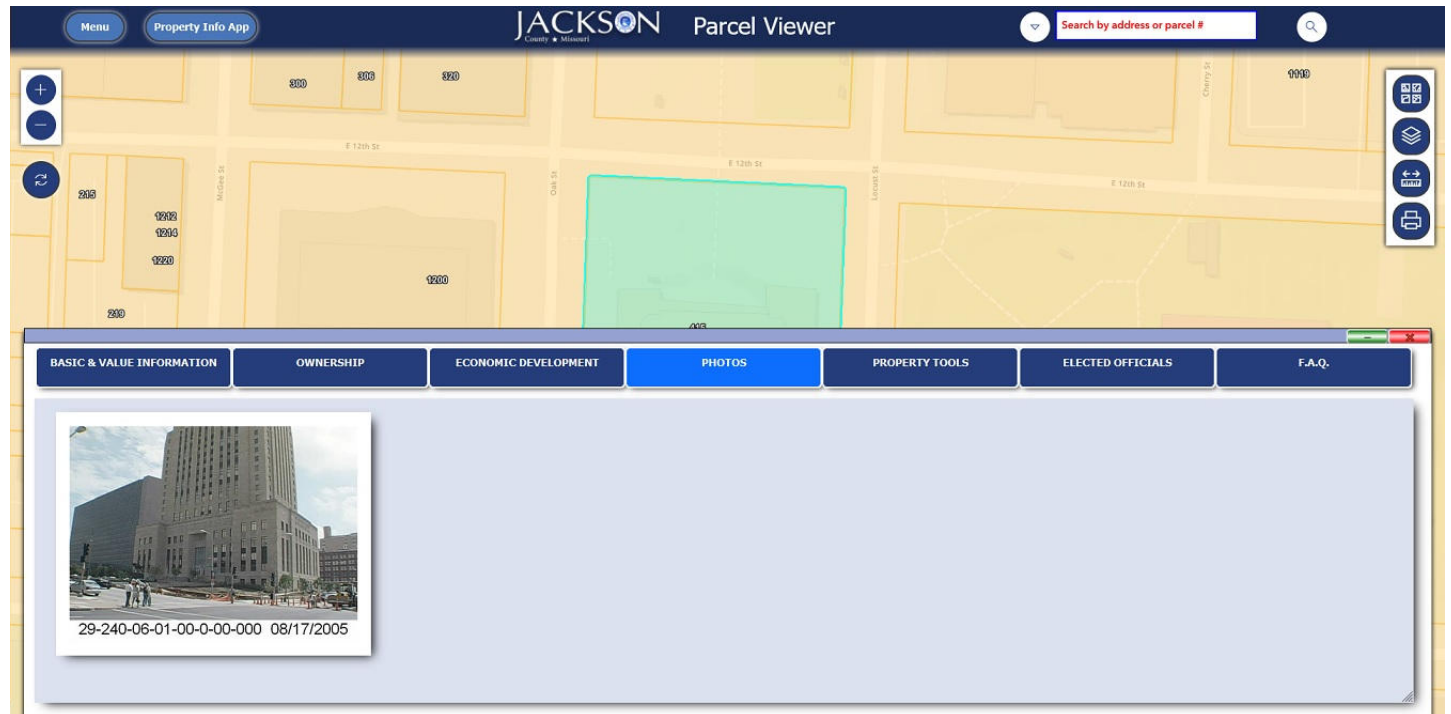 Menu
Property Info App
JACKSON
County ★ Missouri
Parcel Viewer
Search by address or parcel #
300
306
320
Cherry St
1119
E 12th St
E 12th St
E 12th St
McGee St
Oak St
Locust St
215
1212
1214
1220
1200
219
415
BASIC & VALUE INFORMATION
OWNERSHIP
ECONOMIC DEVELOPMENT
PHOTOS
PROPERTY TOOLS
ELECTED OFFICIALS
F.A.Q.
29-240-06-01-00-0-00-000 08/17/2005